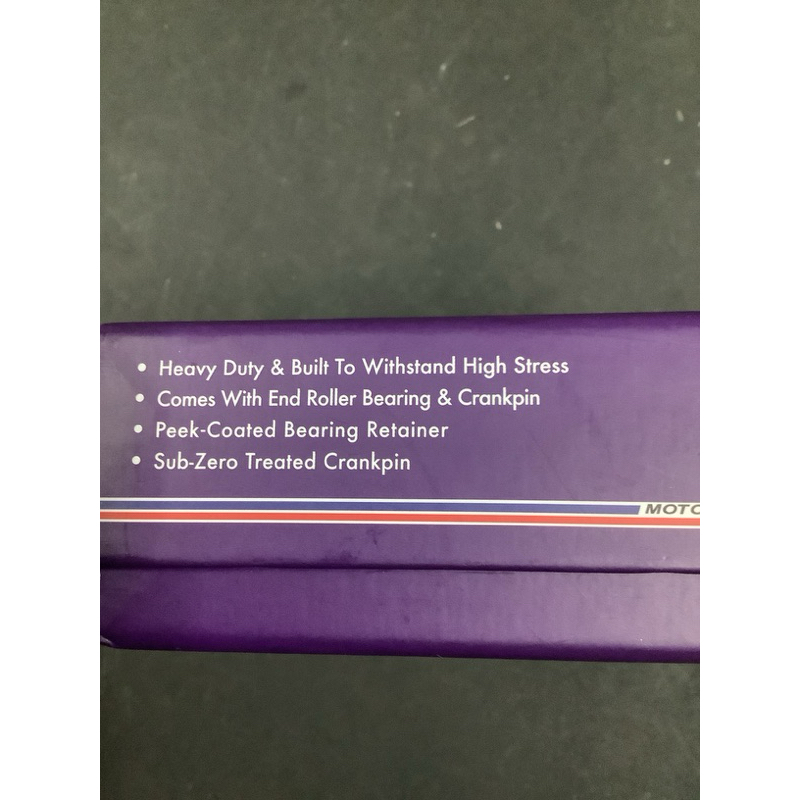 • Heavy Duty & Built To Withstand High Stress
• Comes With End Roller Bearing & Crankpin
• Peek-Coated Bearing Retainer
• Sub-Zero Treated Crankpin
MOTO